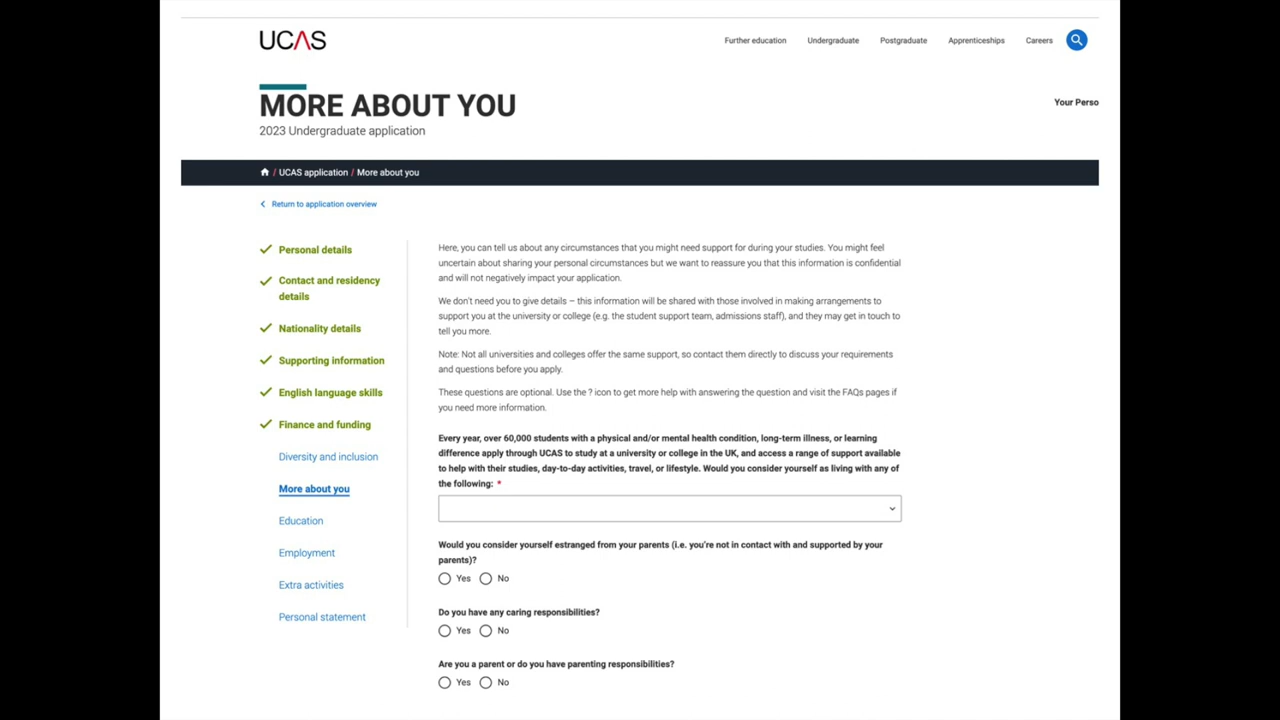 UCAS
Further education Undergraduate Postgraduate Apprenticeships Careers
MORE ABOUT YOU
Your Perso
2023 Undergraduate application
/ UCAS application / More about you
Return to application overview
Personal details
Contact and residency
details
Nationality details
Supporting information
English language skills
Finance and funding
Diversity and inclusion
More about you
Education
Employment
Extra activities
Personal statement
Here, you can tell us about any circumstances that you might need support for during your studies. You might feel
uncertain about sharing your personal circumstances but we want to reassure you that this information is confidential
and will not negatively impact your application.
We don't need you to give details – this information will be shared with those involved in making arrangements to
support you at the university or college (e.g. the student support team, admissions staff), and they may get in touch to
tell you more.
Note: Not all universities and colleges offer the same support, so contact them directly to discuss your requirements
and questions before you apply.
These questions are optional. Use the ? icon to get more help with answering the question and visit the FAQs pages if
you need more information.
Every year, over 60,000 students with a physical and/or mental health condition, long-term illness, or learning
difference apply through UCAS to study at a university or college in the UK, and access a range of support available
to help with their studies, day-to-day activities, travel, or lifestyle. Would you consider yourself as living with any of
the following: *
Would you consider yourself estranged from your parents (i.e. you're not in contact with and supported by your
parents)?
Yes No
Do you have any caring responsibilities?
Yes No
Are you a parent or do you have parenting responsibilities?
Yes No